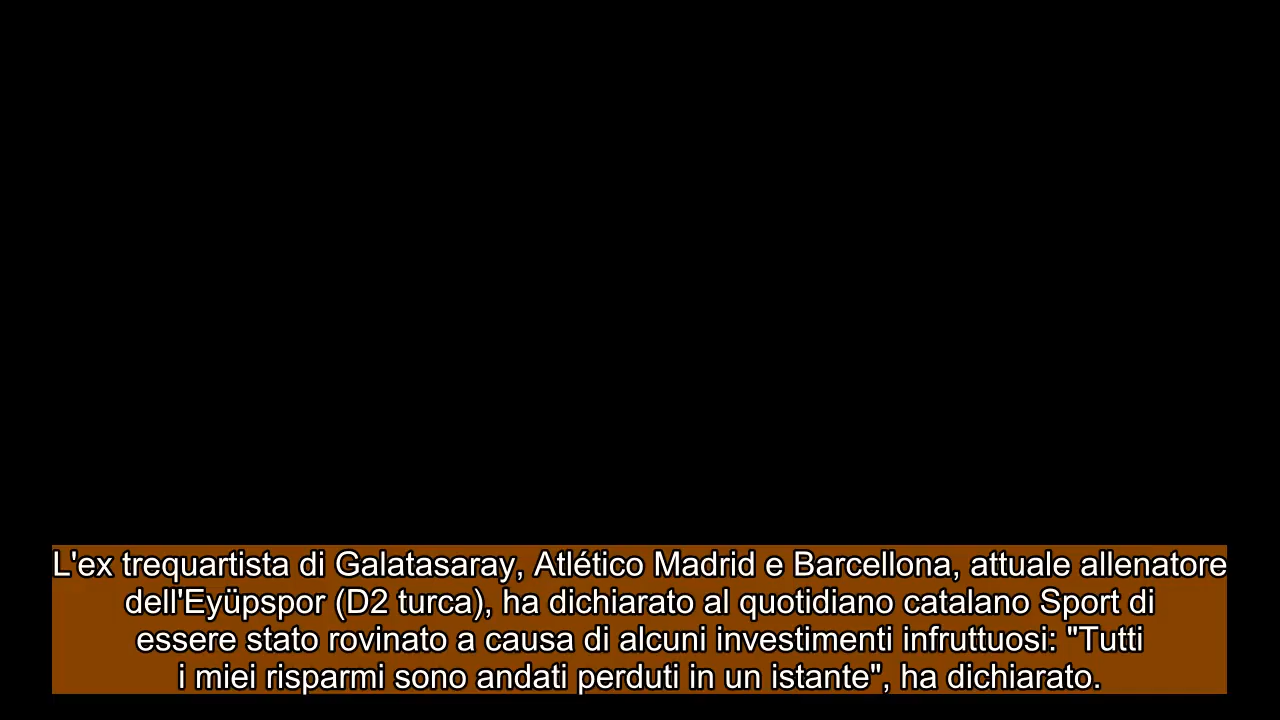 L'ex trequartista di Galatasaray, Atlético Madrid e Barcellona, attuale allenatore
dell'Eyüpspor (D2 turca), ha dichiarato al quotidiano catalano Sport di
essere stato rovinato a causa di alcuni investimenti infruttuosi: "Tutti
i miei risparmi sono andati perduti in un istante", ha dichiarato.